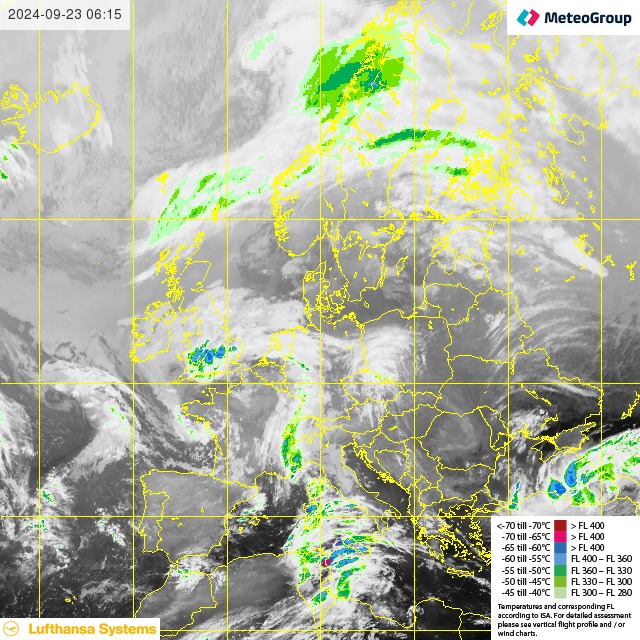 2024-09-23 06:15
MeteoGroup
<-70 till -70°C > FL 400
-70 till -65°C > FL 400
-65 till -60°C > FL 400
-60 till -55°C FL 400 – FL 360
-55 till -50°C FL 360 – FL 330
-50 till -45°C FL 330 – FL 300
-45 till -40°C FL 300 – FL 280
Temperatures and corresponding FL
according to ISA. For detailed assessment
please see vertical flight profile and / or
wind charts.
Lufthansa Systems